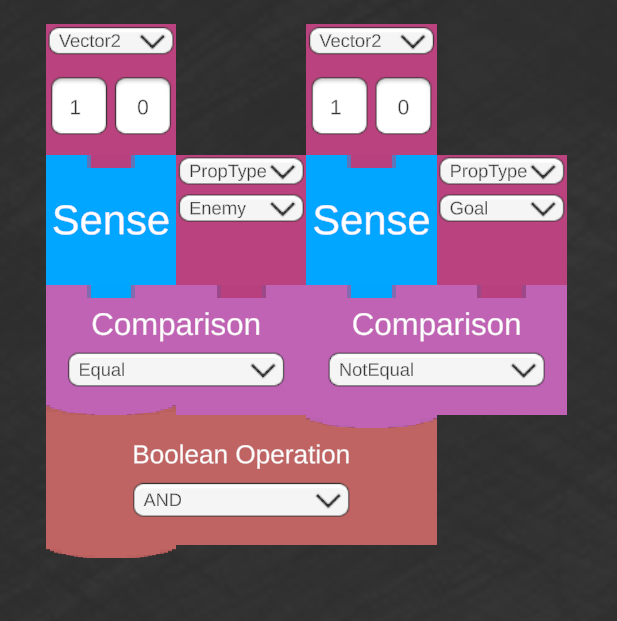 Vector2
Vector2
1
0
1
0
PropType
PropType
Sense
Enemy
Sense
Goal
Comparison
Comparison
Equal
NotEqual
Boolean Operation
AND